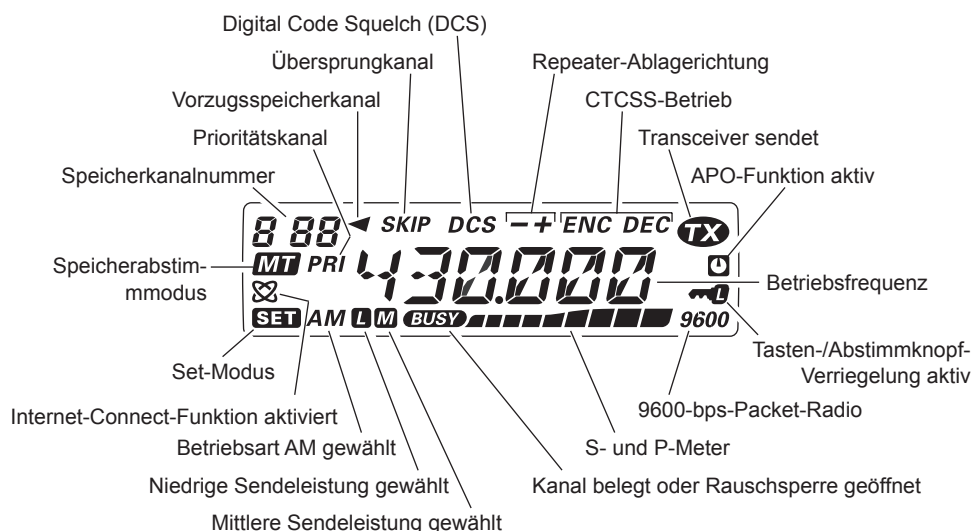 Digital Code Squelch (DCS)
Übersprungkanal
Repeater-Ablagerichtung
Vorzugsspeicherkanal
CTCSS-Betrieb
Prioritätskanal
Transceiver sendet
Speicherkanalnummer
APO-Funktion aktiv
8 88 SKIP DCS − + ENC DEC TX
Speicherabstim-
mmodus
MT PRI 430.000
Betriebsfrequenz
L
SET AM L M BUSY 9600
Set-Modus
Tasten-/Abstimmknopf-
Verriegelung aktiv
Internet-Connect-Funktion aktiviert
9600-bps-Packet-Radio
Betriebsart AM gewählt
S- und P-Meter
Niedrige Sendeleistung gewählt
Kanal belegt oder Rauschsperre geöffnet
Mittlere Sendeleistung gewählt